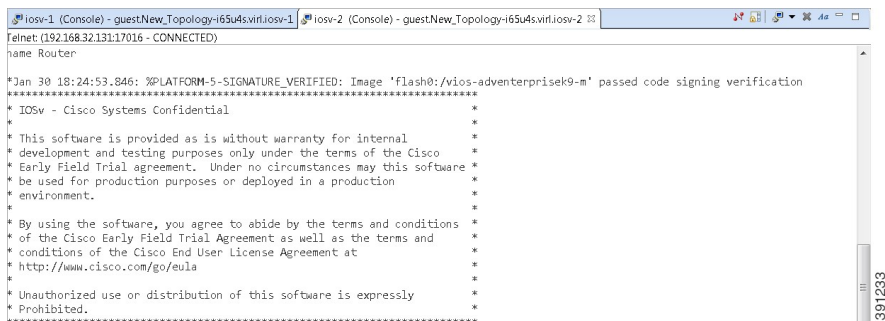 iosv-1 (Console) - guest.New_Topology-i65u4s.virl.iosv-1 iosv-2 (Console) - guest.New_Topology-i65u4s.virl.iosv-2
Telnet: (192.168.32.131:17016 - CONNECTED)
name Router
*Jan 30 18:24:53.846: %PLATFORM-5-SIGNATURE_VERIFIED: Image 'flash0:/vios-adventerprisek9-m' passed code signing verification
**************************************************************************
* IOSv - Cisco Systems Confidential *
* *
* This software is provided as is without warranty for internal *
* development and testing purposes only under the terms of the Cisco *
* Early Field Trial agreement.  Under no circumstances may this software *
* be used for production purposes or deployed in a production *
* environment. *
* *
* By using the software, you agree to abide by the terms and conditions *
* of the Cisco Early Field Trial Agreement as well as the terms and *
* conditions of the Cisco End User License Agreement at *
* http://www.cisco.com/go/eula *
* *
* Unauthorized use or distribution of this software is expressly *
* Prohibited. *
**************************************************************************
391233